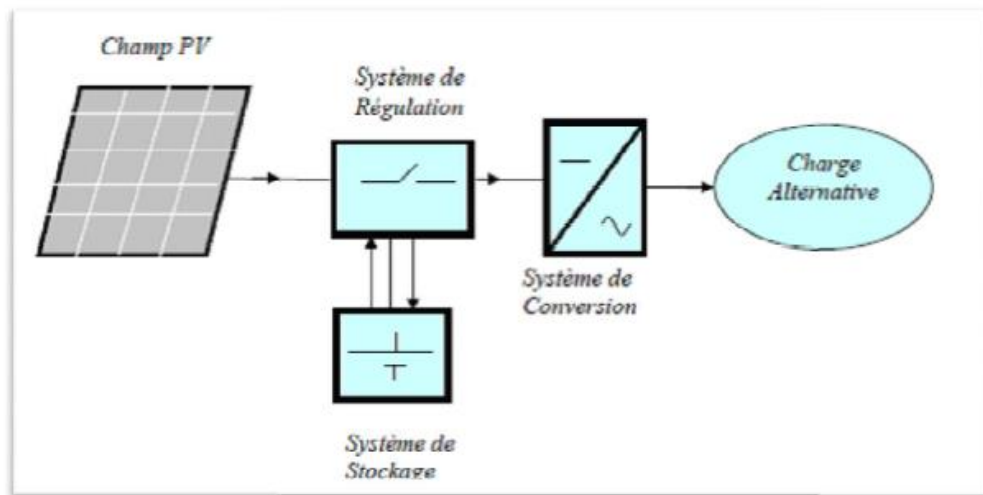 Champ PV
Système de
Régulation
Charge
Alternative
Système de
Conversion
Système de
Stockage